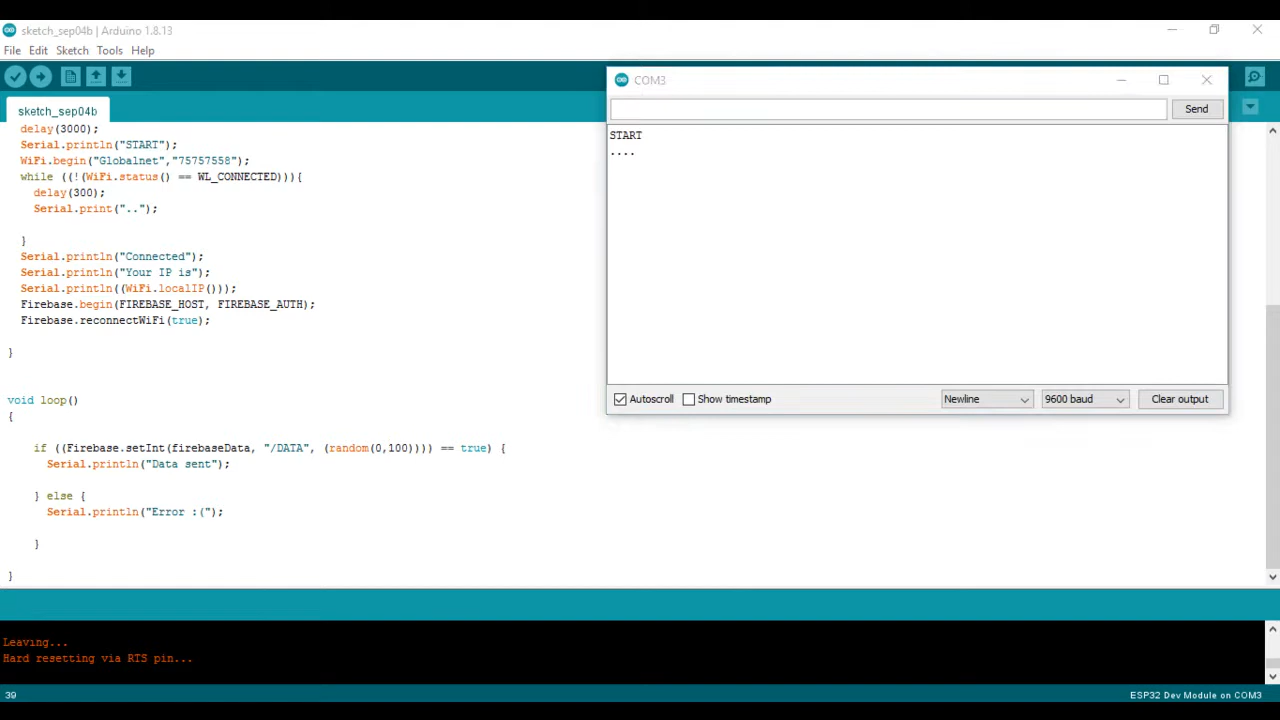 sketch_sep04b | Arduino 1.8.13
File Edit Sketch Tools Help
sketch_sep04b
delay(3000);
Serial.println("START");
WiFi.begin("Globalnet","75757558");
while ((!(WiFi.status() == WL_CONNECTED))){
delay(300);
Serial.print("..");
}
Serial.println("Connected");
Serial.println("Your IP is");
Serial.println((WiFi.localIP()));
Firebase.begin(FIREBASE_HOST, FIREBASE_AUTH);
Firebase.reconnectWiFi(true);
}
void loop()
{
if ((Firebase.setInt(firebaseData, "/DATA", (random(0,100)))) == true) {
Serial.println("Data sent");
} else {
Serial.println("Error :(");
}
}
COM3
Send
START
....
Autoscroll Show timestamp Newline 9600 baud Clear output
Leaving...
Hard resetting via RTS pin...
39 ESP32 Dev Module on COM3